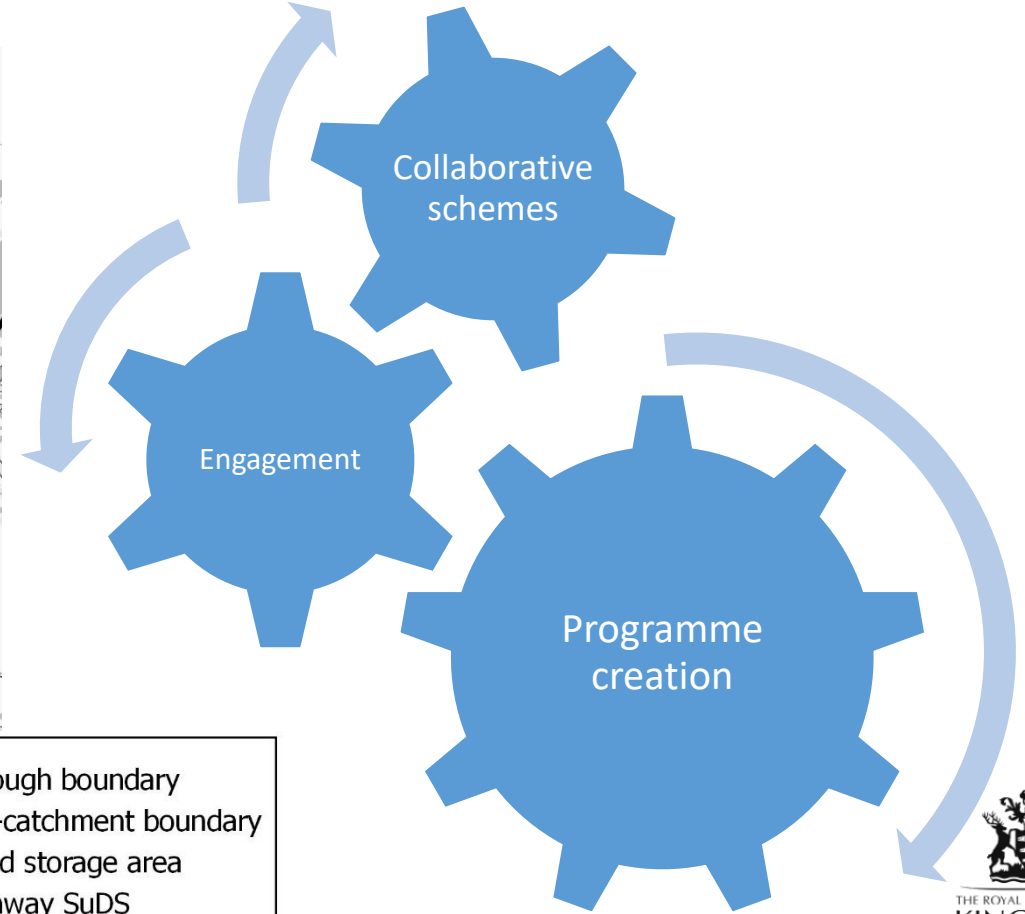 Collaborative
schemes
Engagement
Programme
creation
ough boundary
-catchment boundary
d storage area
way SuDS
THE ROYAL